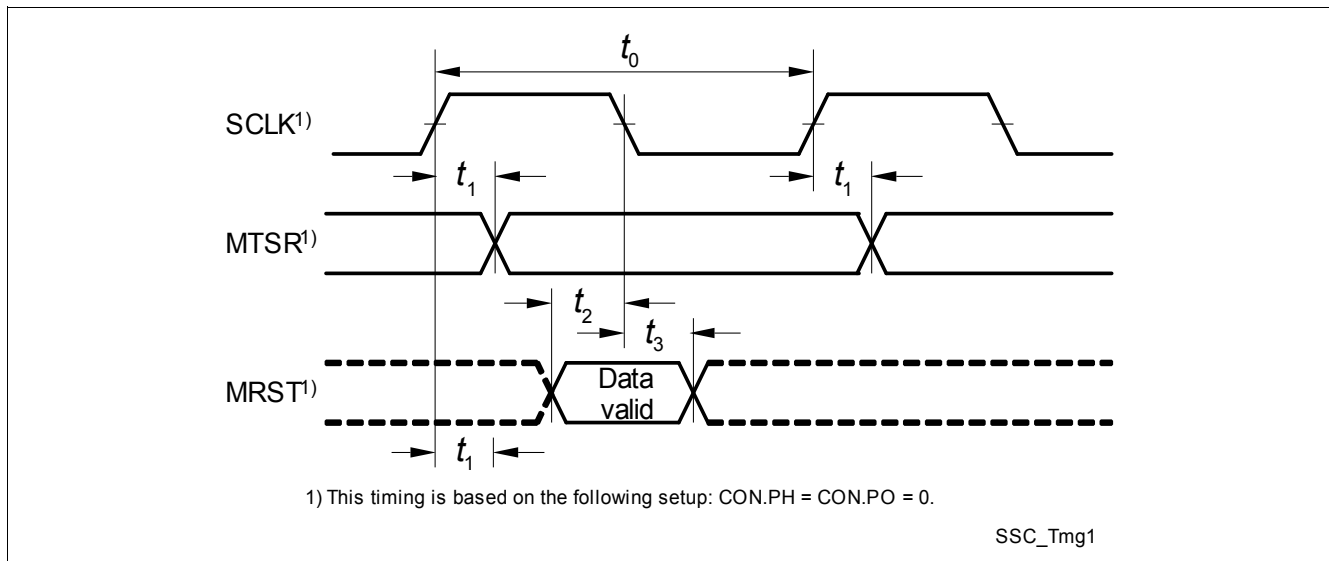 t0
SCLK1)
t1 t1
MTSR1)
t2
t3
MRST1) Data
valid
t1
1) This timing is based on the following setup: CON.PH = CON.PO = 0.
SSC_Tmg1